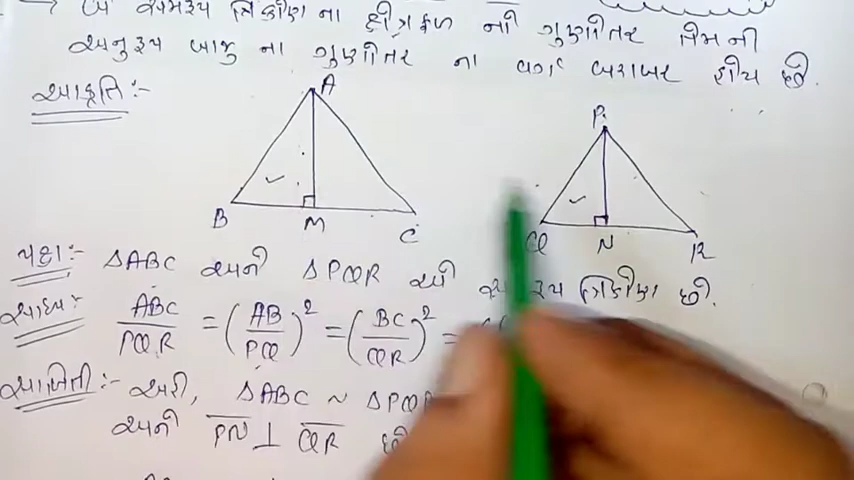 → બે સમરૂપ ત્રિકોણ ના ક્ષેત્રફળ નો ગુણોતર તેમની
અનુરૂપ બાજુ ના ગુણોતર ના વર્ગ બરાબર હોય છે.
આકૃતિ:-
A
P
B M C
Q N R
પક્ષ:- ΔABC અને ΔPQR એ રૂપ ત્રિકોણ છે.
સાધ્ય:- ABC/PQR = (AB/PQ)² = (BC/QR)² =
સાબિતી:- અહી, ΔABC ~ ΔPQR
અને PN ⊥ QR